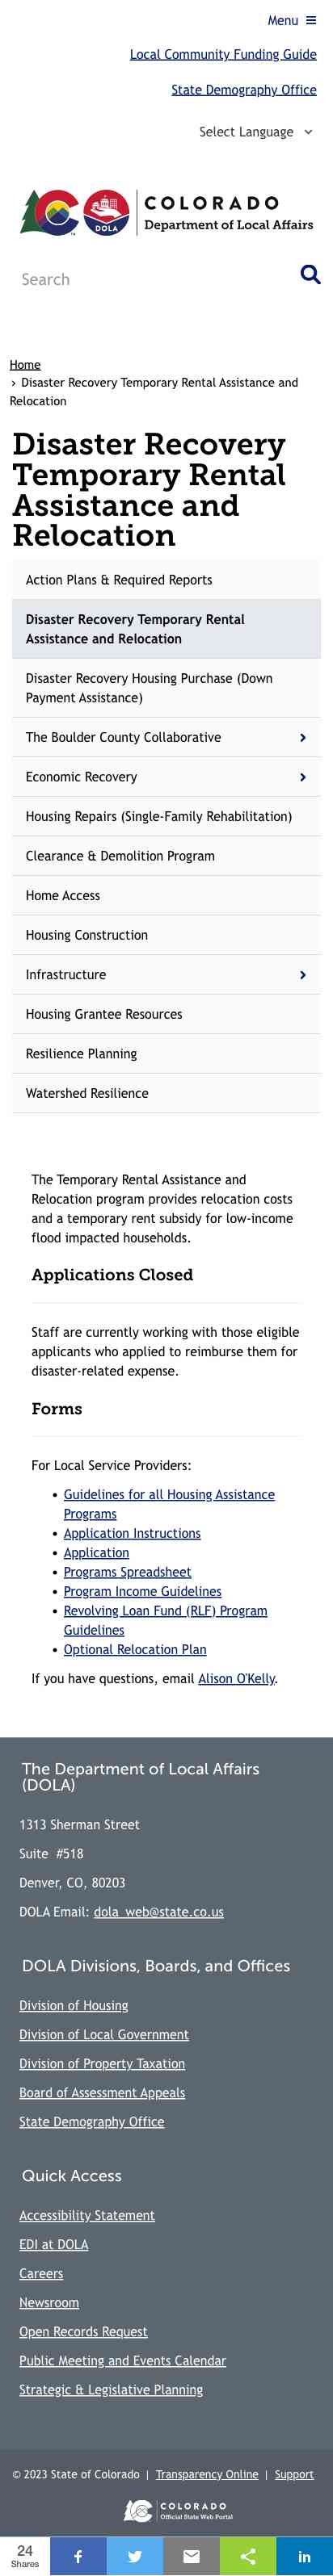 Menu
Local Community Funding Guide
State Demography Office
Select Language
COLORADO
Department of Local Affairs
DOLA
Search
Home
› Disaster Recovery Temporary Rental Assistance and
Relocation
Disaster Recovery
Temporary Rental
Assistance and
Relocation
Action Plans & Required Reports
Disaster Recovery Temporary Rental
Assistance and Relocation
Disaster Recovery Housing Purchase (Down
Payment Assistance)
The Boulder County Collaborative
Economic Recovery
Housing Repairs (Single-Family Rehabilitation)
Clearance & Demolition Program
Home Access
Housing Construction
Infrastructure
Housing Grantee Resources
Resilience Planning
Watershed Resilience
The Temporary Rental Assistance and
Relocation program provides relocation costs
and a temporary rent subsidy for low-income
flood impacted households.
Applications Closed
Staff are currently working with those eligible
applicants who applied to reimburse them for
disaster-related expense.
Forms
For Local Service Providers:
• Guidelines for all Housing Assistance
Programs
• Application Instructions
• Application
• Programs Spreadsheet
• Program Income Guidelines
• Revolving Loan Fund (RLF) Program
Guidelines
• Optional Relocation Plan
If you have questions, email Alison O'Kelly.
The Department of Local Affairs
(DOLA)
1313 Sherman Street
Suite #518
Denver, CO, 80203
DOLA Email: dola_web@state.co.us
DOLA Divisions, Boards, and Offices
Division of Housing
Division of Local Government
Division of Property Taxation
Board of Assessment Appeals
State Demography Office
Quick Access
Accessibility Statement
EDI at DOLA
Careers
Newsroom
Open Records Request
Public Meeting and Events Calendar
Strategic & Legislative Planning
© 2023 State of Colorado | Transparency Online | Support
COLORADO
Official State Web Portal
24
Shares